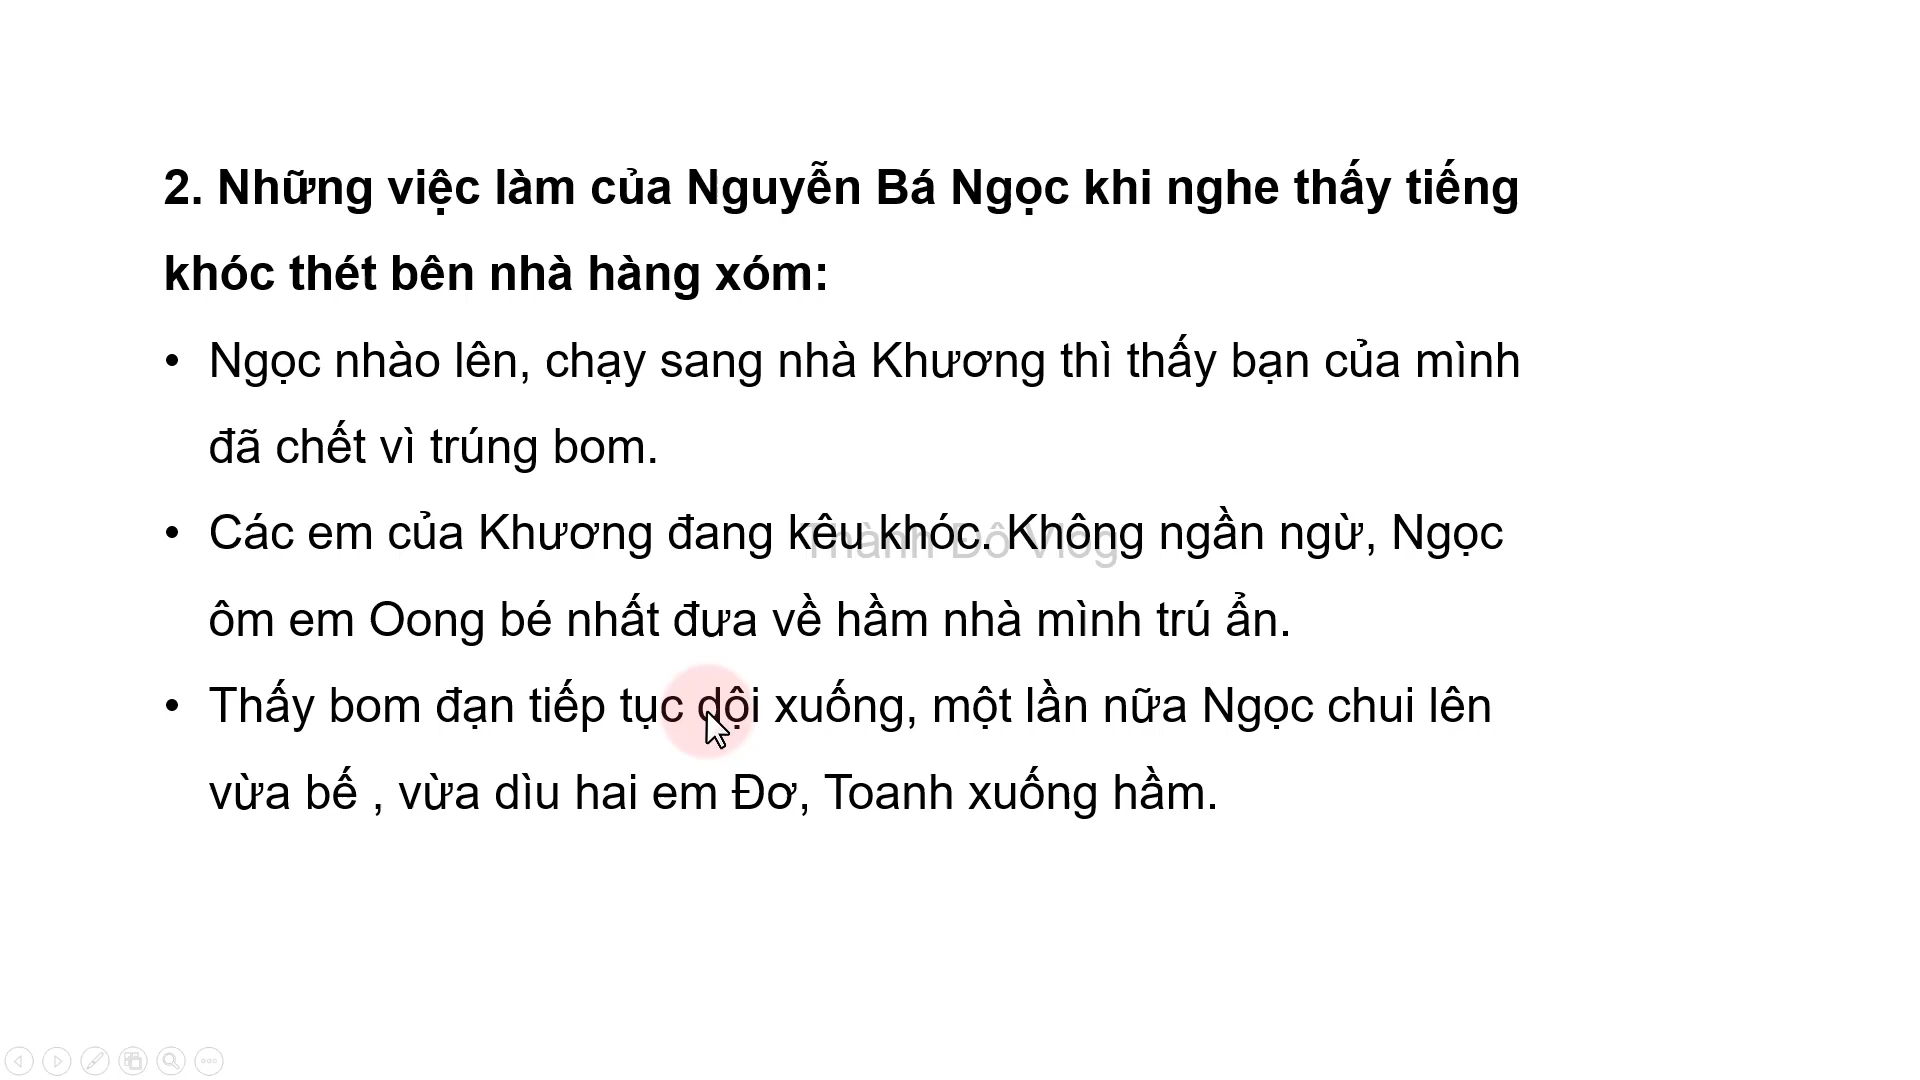 2. Những việc làm của Nguyễn Bá Ngọc khi nghe thấy tiếng
khóc thét bên nhà hàng xóm:
• Ngọc nhào lên, chạy sang nhà Khương thì thấy bạn của mình
đã chết vì trúng bom.
• Các em của Khương đang kêu khóc. Không ngần ngừ, Ngọc
ôm em Oong bé nhất đưa về hầm nhà mình trú ẩn.
• Thấy bom đạn tiếp tục dội xuống, một lần nữa Ngọc chui lên
vừa bế , vừa dìu hai em Đơ, Toanh xuống hầm.
Thành Đô Vlog